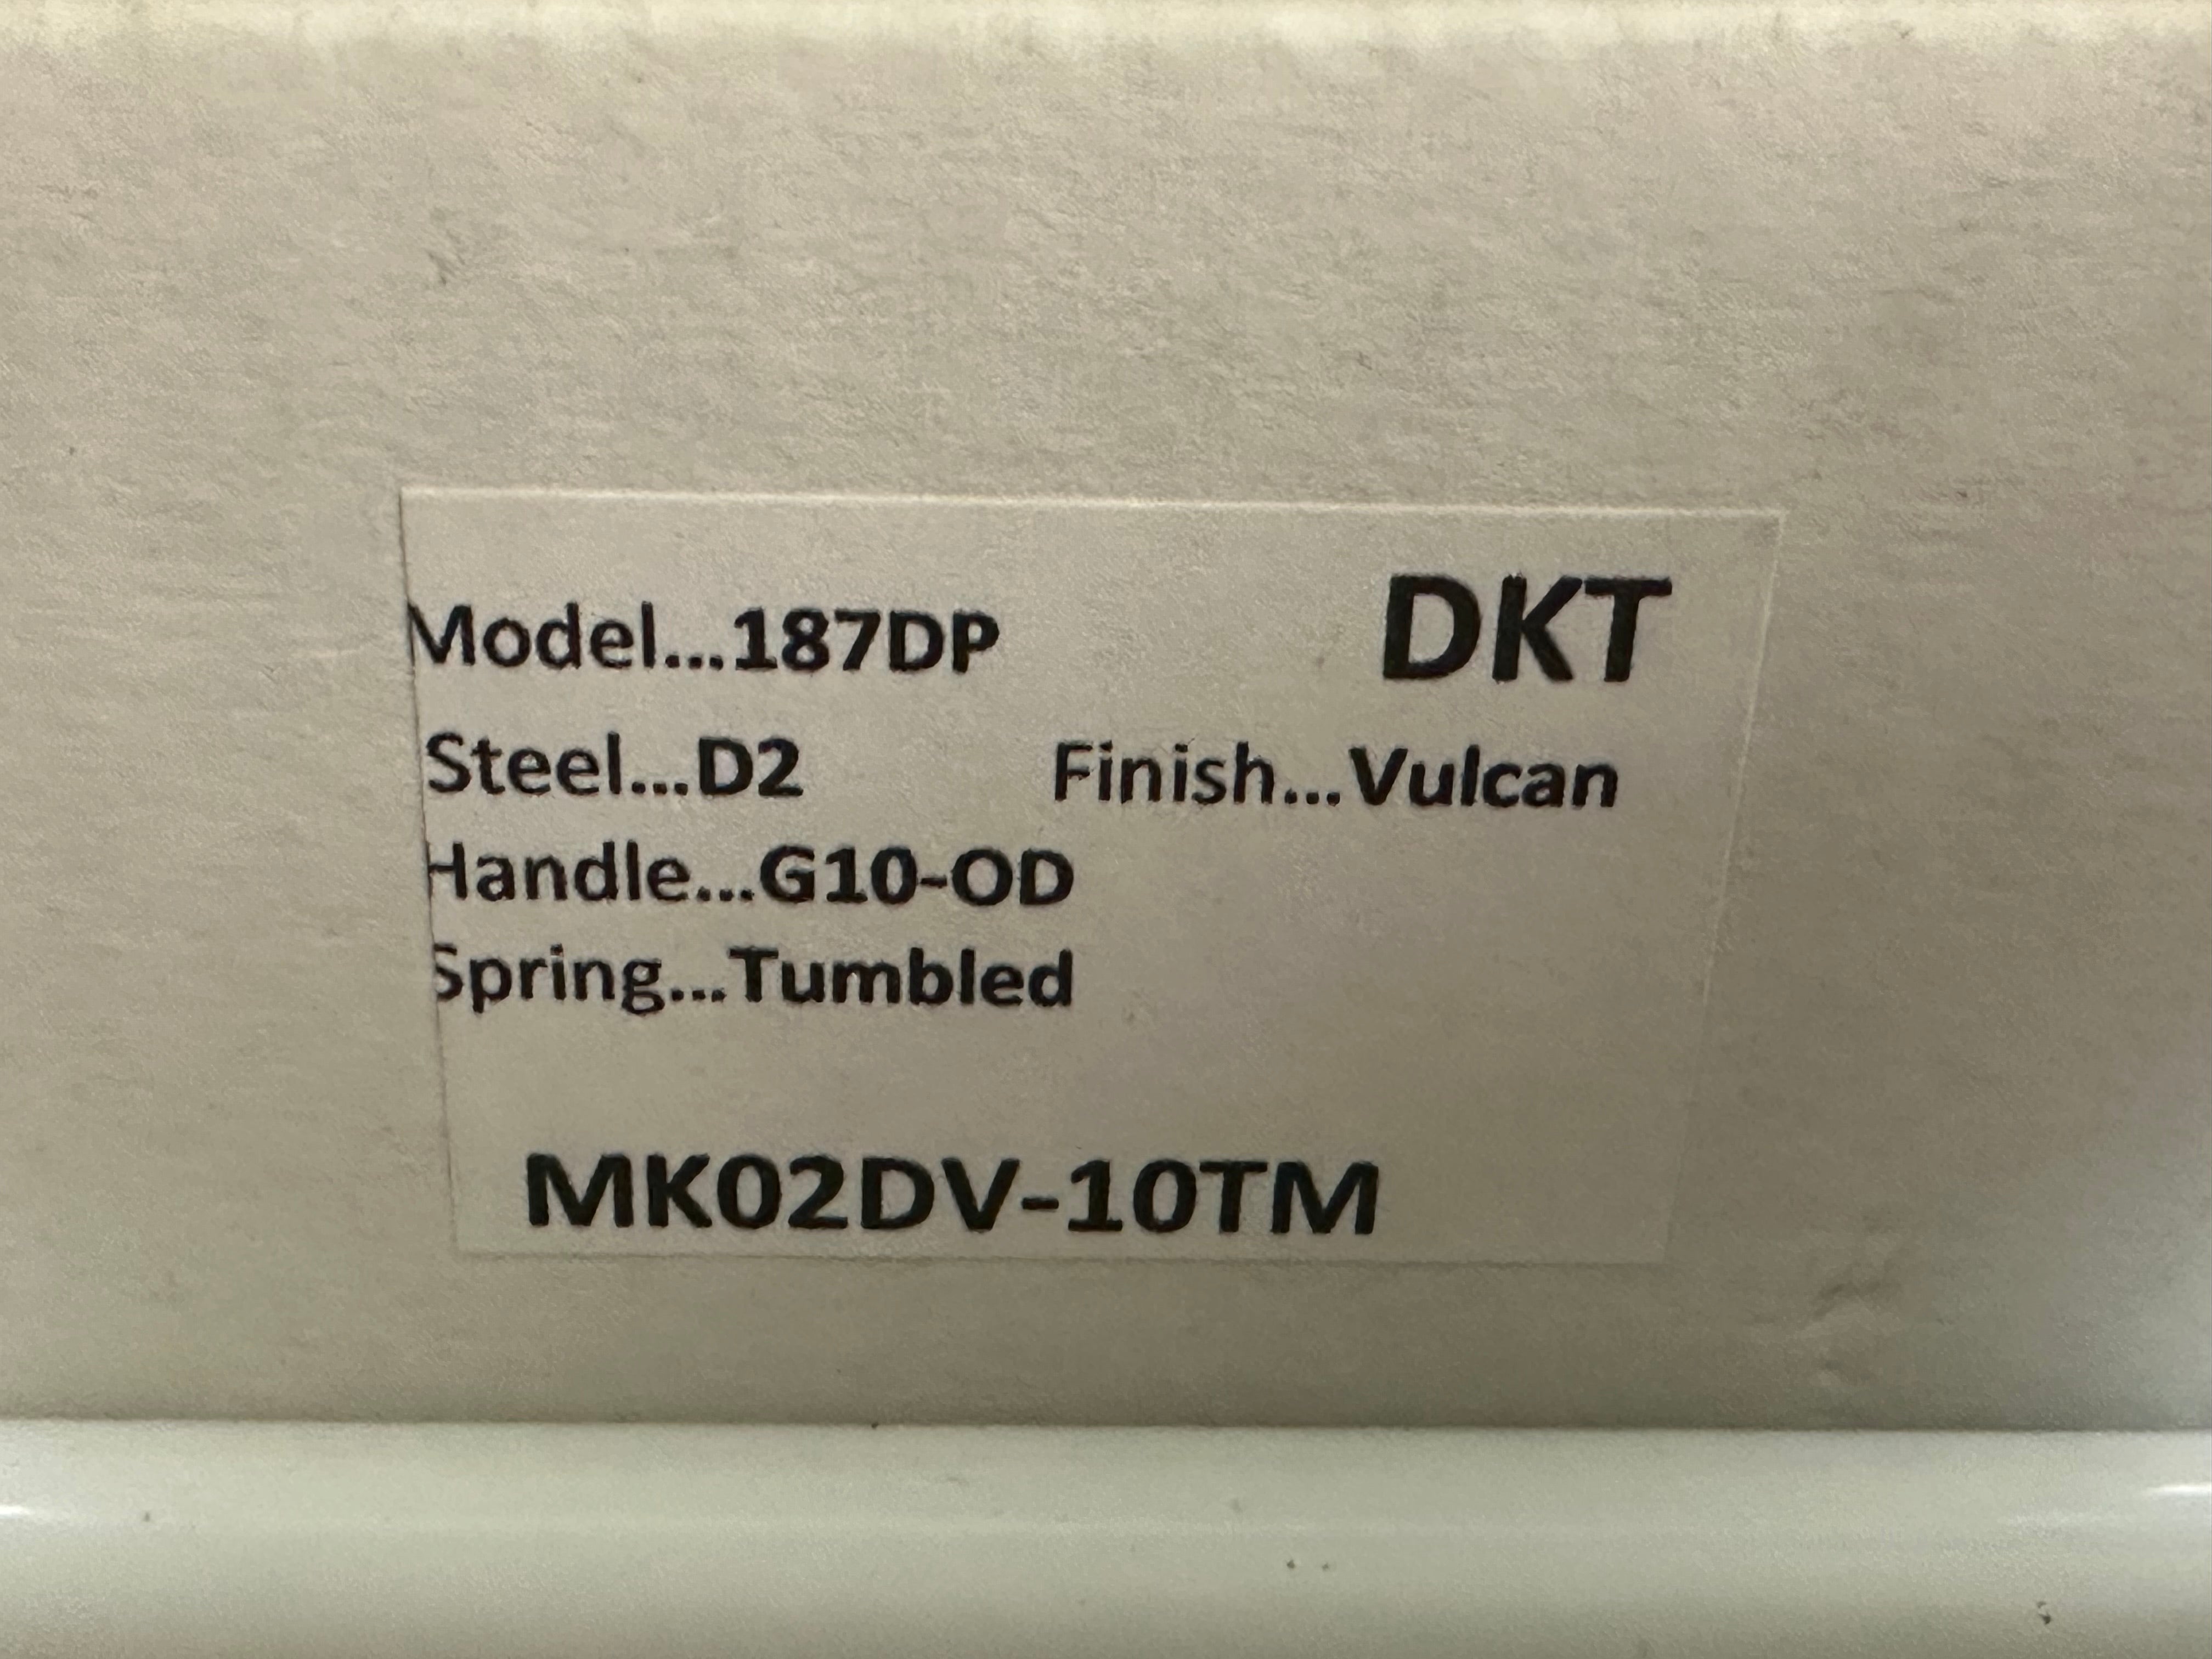 Model...187DP DKT
Steel...D2 Finish...Vulcan
Handle...G10-OD
Spring...Tumbled
MK02DV-10TM